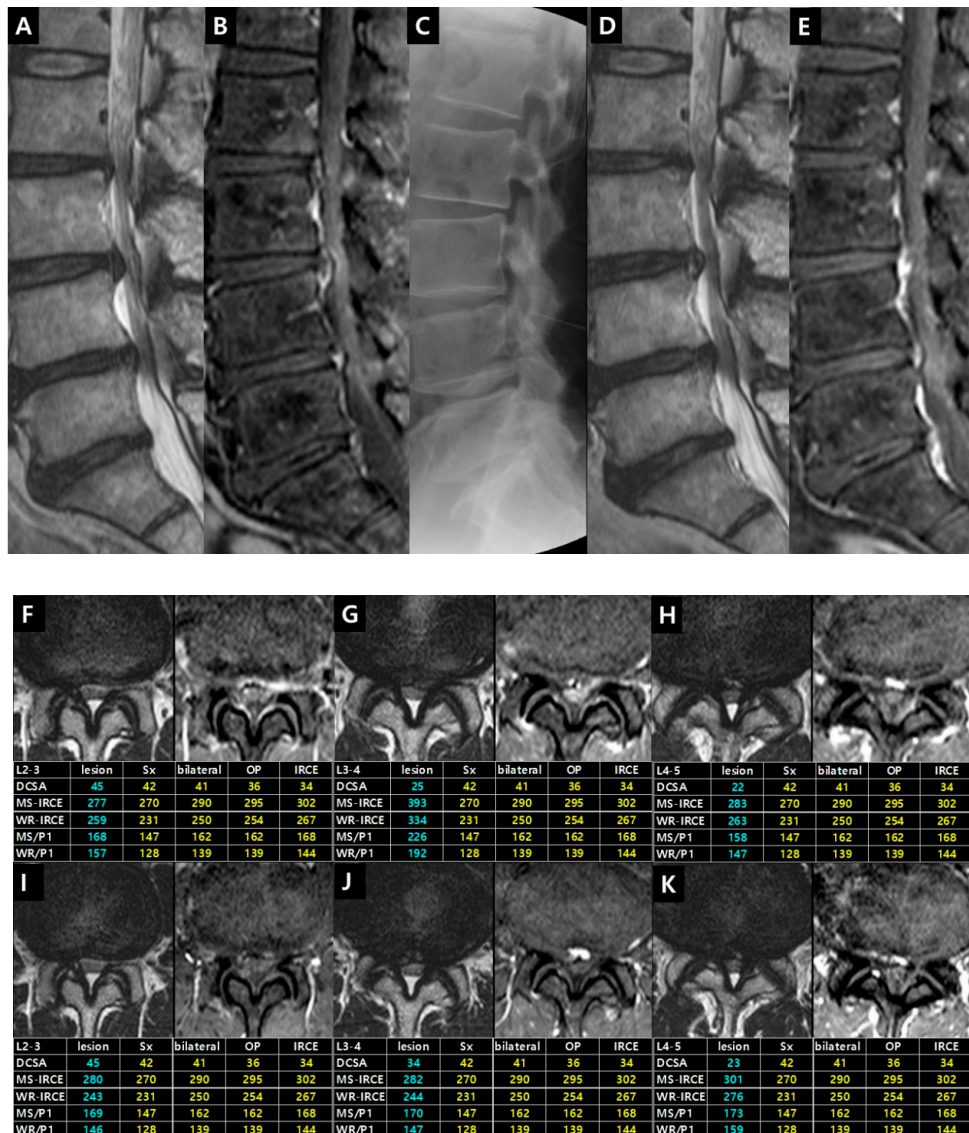 A B C D E
F G H
L2-3 lesion Sx bilateral OP IRCE
DCSA 45 42 41 36 34
MS-IRCE 277 270 290 295 302
WR-IRCE 259 231 250 254 267
MS/P1 168 147 162 162 168
WR/P1 157 128 139 139 144
L3-4 lesion Sx bilateral OP IRCE
DCSA 25 42 41 36 34
MS-IRCE 393 270 290 295 302
WR-IRCE 334 231 250 254 267
MS/P1 226 147 162 162 168
WR/P1 192 128 139 139 144
L4-5 lesion Sx bilateral OP IRCE
DCSA 22 42 41 36 34
MS-IRCE 283 270 290 295 302
WR-IRCE 263 231 250 254 267
MS/P1 158 147 162 162 168
WR/P1 147 128 139 139 144
I J K
L2-3 lesion Sx bilateral OP IRCE
DCSA 45 42 41 36 34
MS-IRCE 280 270 290 295 302
WR-IRCE 243 231 250 254 267
MS/P1 169 147 162 162 168
WR/P1 146 128 139 139 144
L3-4 lesion Sx bilateral OP IRCE
DCSA 34 42 41 36 34
MS-IRCE 282 270 290 295 302
WR-IRCE 244 231 250 254 267
MS/P1 170 147 162 162 168
WR/P1 147 128 139 139 144
L4-5 lesion Sx bilateral OP IRCE
DCSA 23 42 41 36 34
MS-IRCE 301 270 290 295 302
WR-IRCE 276 231 250 254 267
MS/P1 173 147 162 162 168
WR/P1 159 128 139 139 144